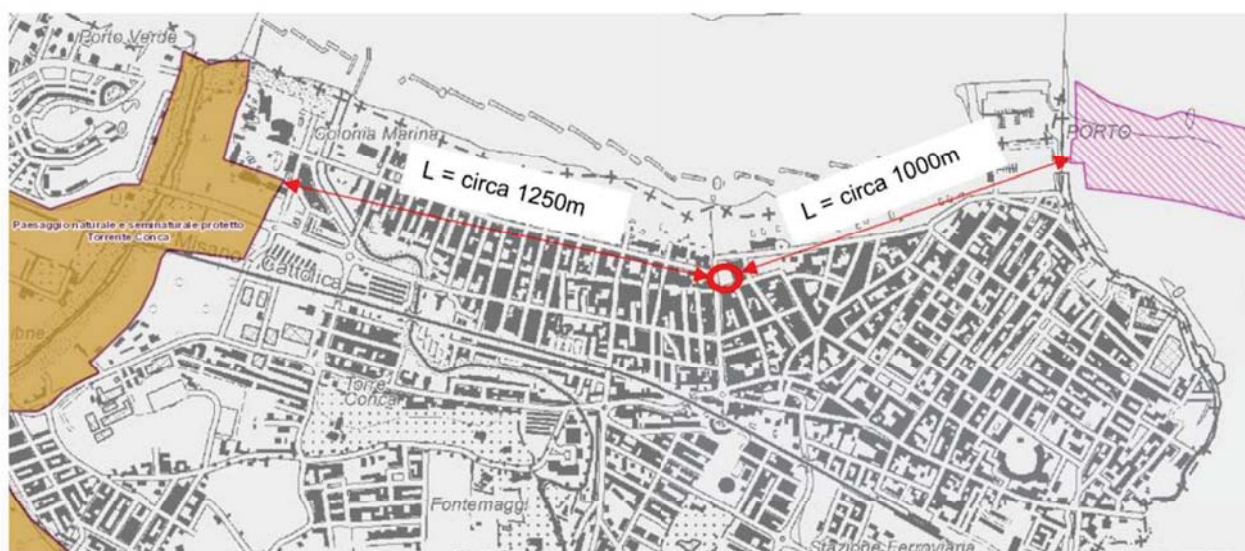 Porto Verde
Colonia Marina
PORTO
L = circa 1250m
L = circa 1000m
Paesaggio naturale e seminaturale protetto
Torrente Conca
Misano
Cattolica
Torre
Conca
Fontemaggi
Stazione Ferroviaria